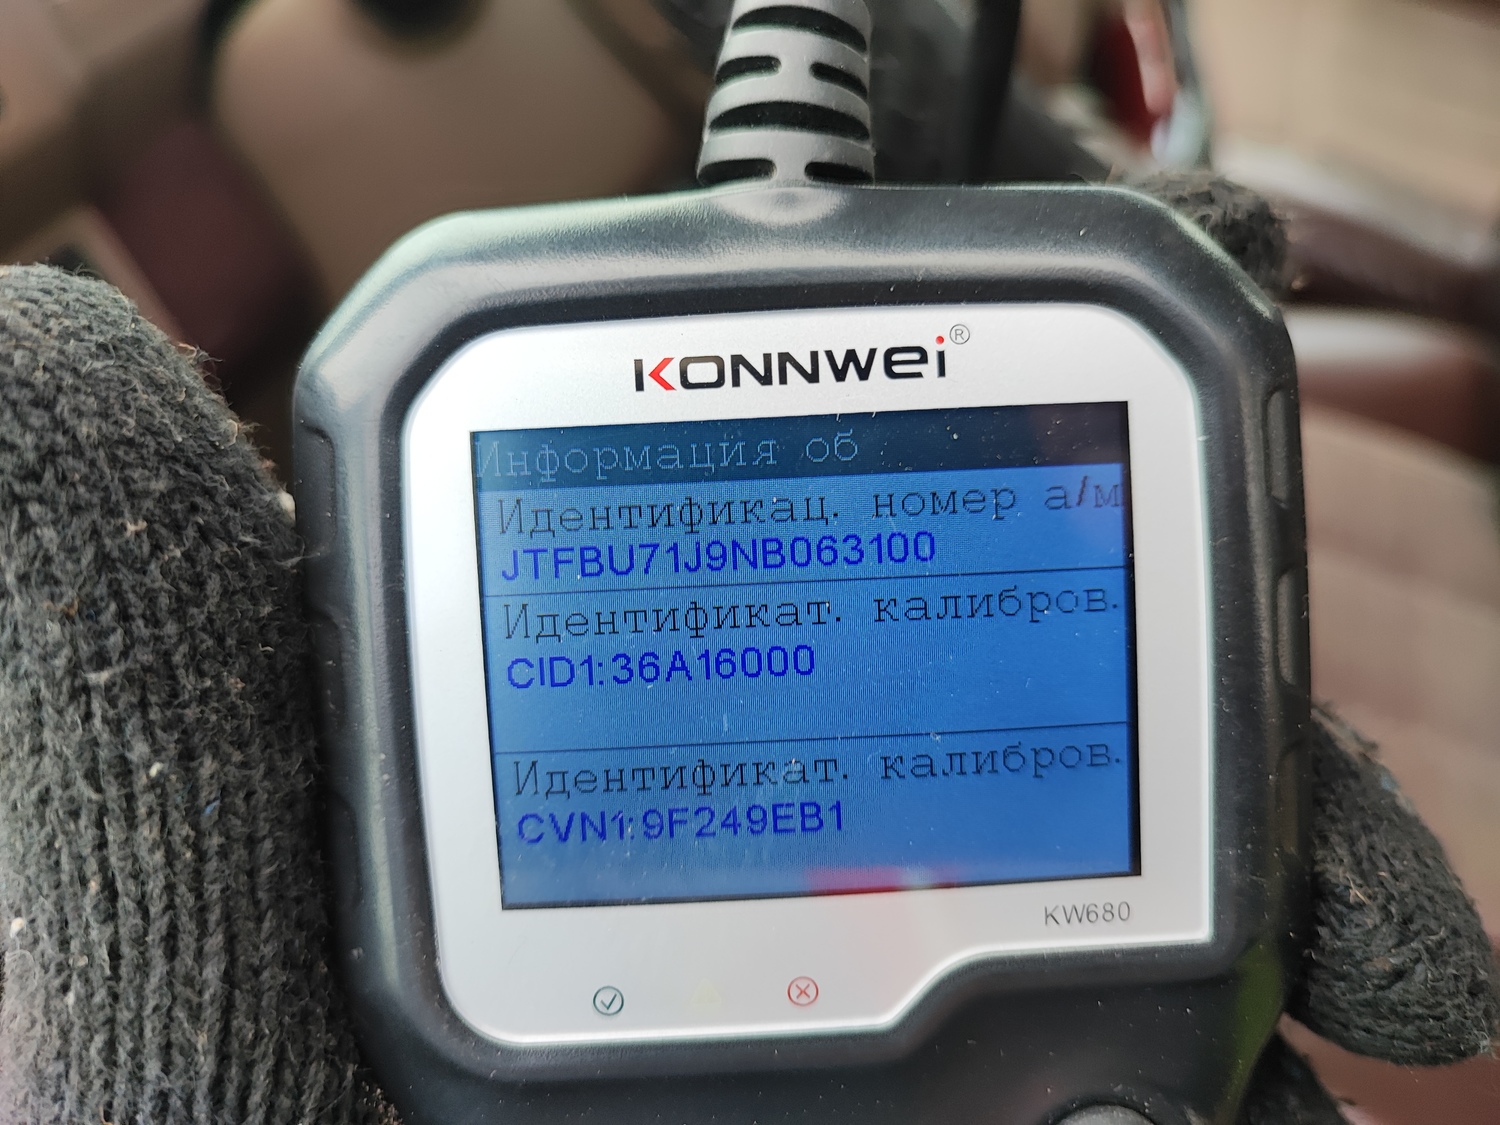 KONNWEI®
Информация об
Идентификац. номер а/м
JTFBU71J9NB063100
Идентификат. калибров.
CID1:36A16000
Идентификат. калибров.
CVN1:9F249EB1
KW680